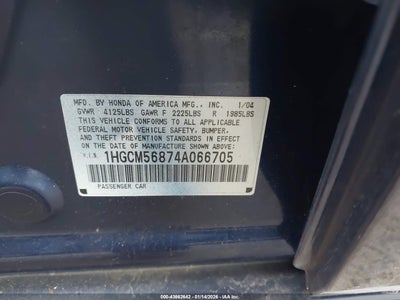 MFD. BY HONDA OF AMERICA MFG., INC. 1/04
GVWR 4125LBS GAWR F 2225LBS R 1985LBS
THIS VEHICLE CONFORMS TO ALL APPLICABLE
FEDERAL MOTOR VEHICLE SAFETY, BUMPER,
AND THEFT PREVENTION STANDARDS IN EFFECT
ON THE DATE OF MANUFACTURE SHOWN ABOVE.
V.I.N. 1HGCM56874A066705
PASSENGER CAR
000-43982642 - 01/14/2026 - IAA Inc.